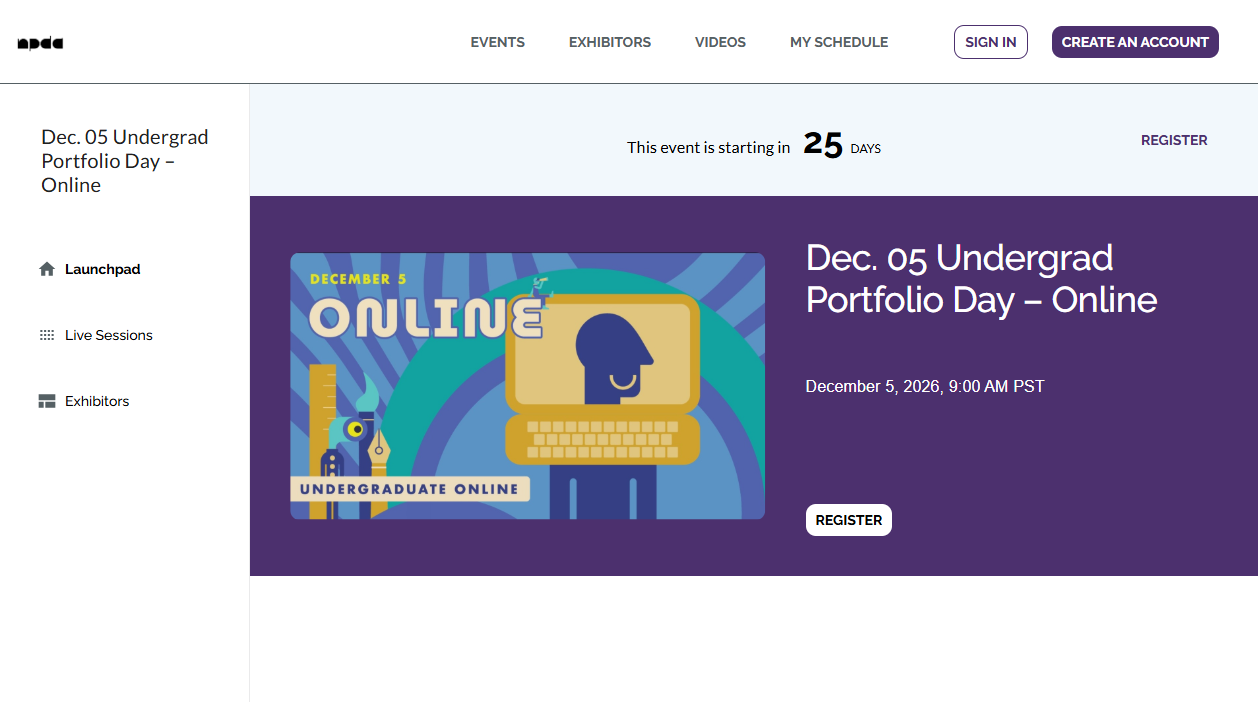 npda
EVENTS
EXHIBITORS
VIDEOS
MY SCHEDULE
SIGN IN
CREATE AN ACCOUNT
Dec. 05 Undergrad
Portfolio Day –
Online
Launchpad
Live Sessions
Exhibitors
This event is starting in 25 DAYS
REGISTER
DECEMBER 5
ONLINE
UNDERGRADUATE ONLINE
Dec. 05 Undergrad
Portfolio Day – Online
December 5, 2026, 9:00 AM PST
REGISTER